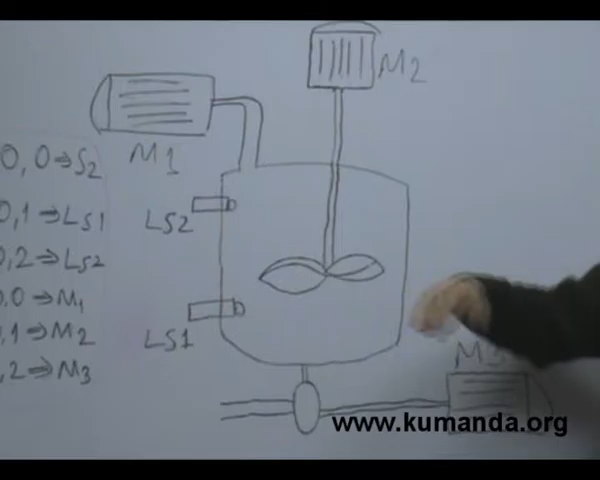 M2
M1
0,0⇒S2
0,1⇒LS1
LS2
0,2⇒LS2
0,0⇒M1
,1⇒M2
LS1
,2⇒M3
M3
www.kumanda.org